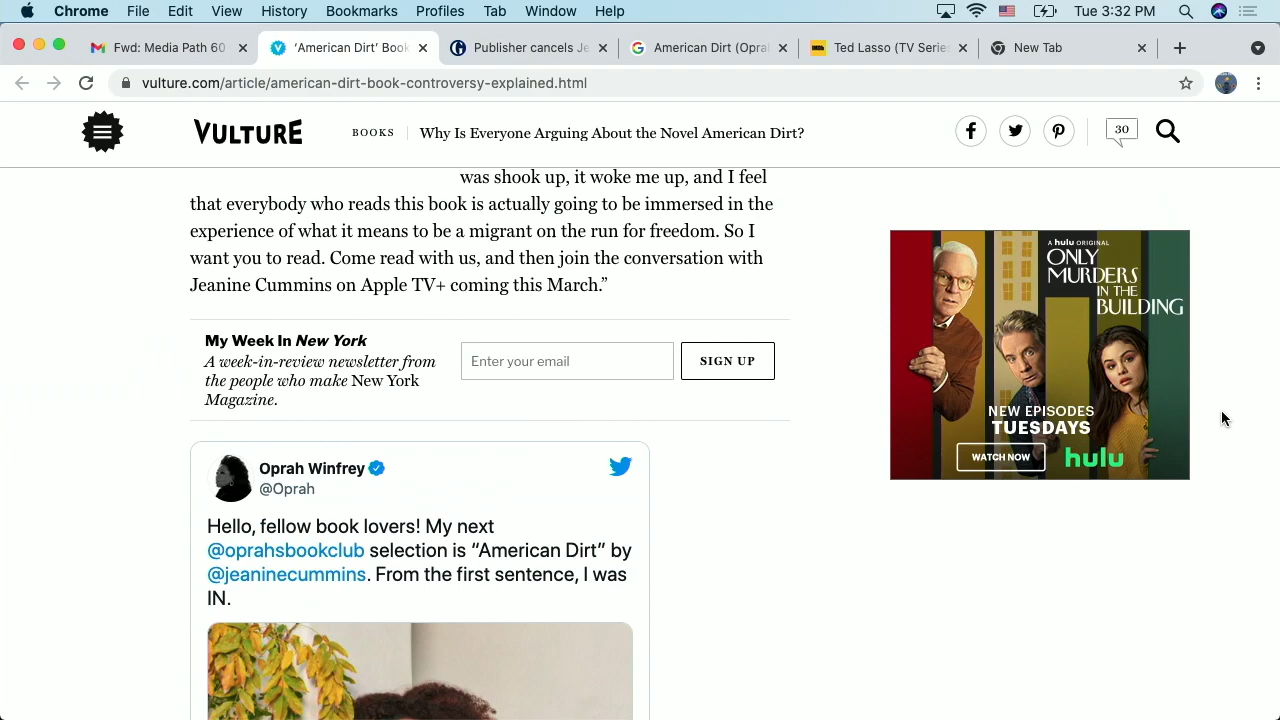 Chrome File Edit View History Bookmarks Profiles Tab Window Help Tue 3:32 PM
Fwd: Media Path 60 'American Dirt' Book Publisher cancels Je American Dirt (Opra Ted Lasso (TV Serie New Tab
vulture.com/article/american-dirt-book-controversy-explained.html
VULTURE BOOKS Why Is Everyone Arguing About the Novel American Dirt? 30
was shook up, it woke me up, and I feel
that everybody who reads this book is actually going to be immersed in the
experience of what it means to be a migrant on the run for freedom. So I
want you to read. Come read with us, and then join the conversation with
Jeanine Cummins on Apple TV+ coming this March.”
My Week In New York
A week-in-review newsletter from
the people who make New York
Magazine.
Enter your email SIGN UP
Oprah Winfrey
@Oprah
Hello, fellow book lovers! My next
@oprahsbookclub selection is “American Dirt” by
@jeaninecummins. From the first sentence, I was
IN.
A hulu ORIGINAL
ONLY
MURDERS
IN THE
BUILDING
NEW EPISODES
TUESDAYS
WATCH NOW hulu